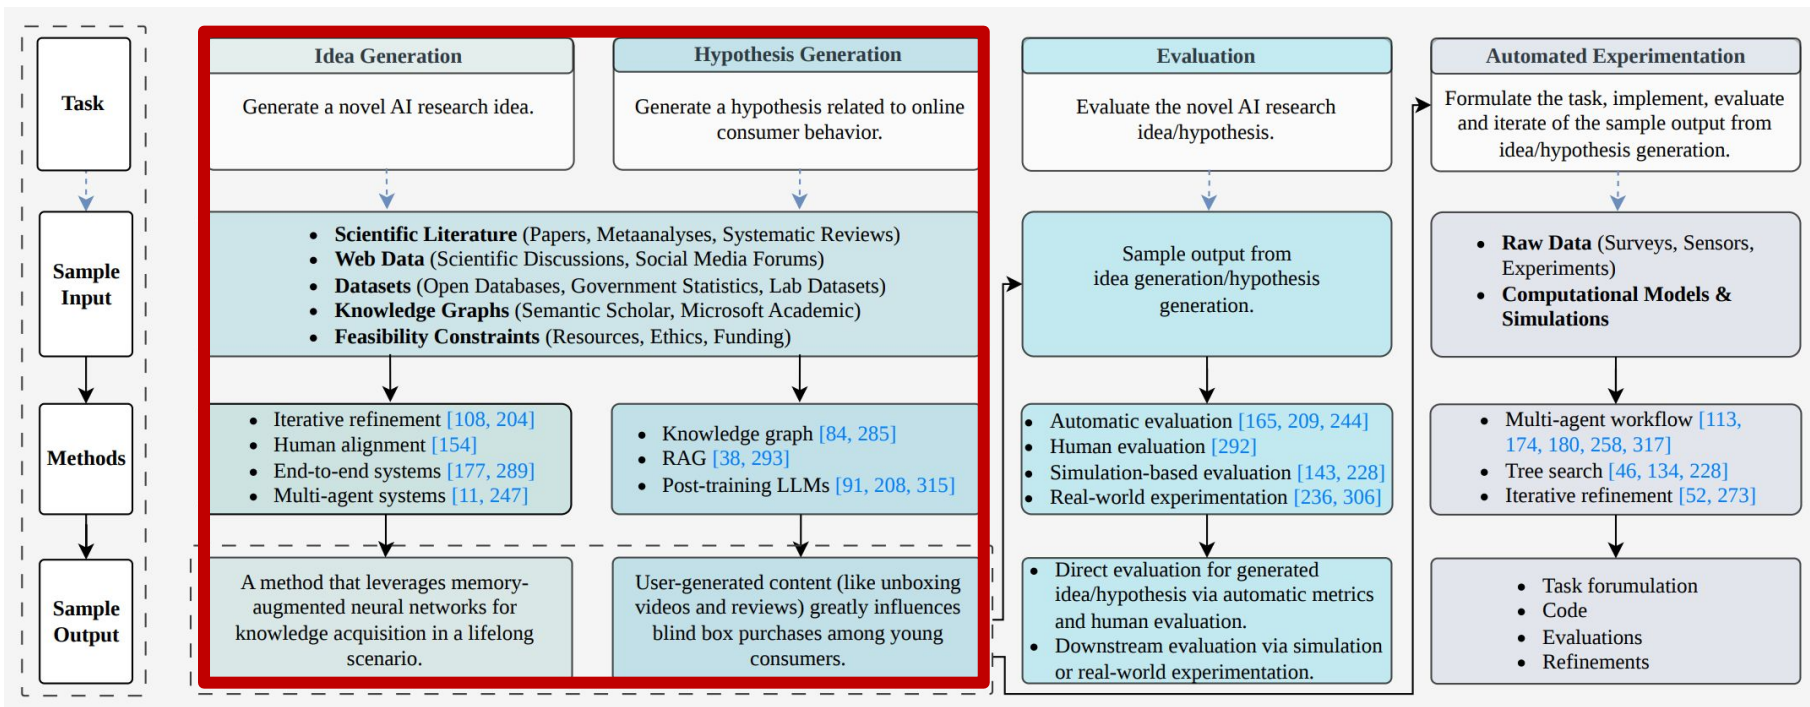 Task
Sample
Input
Methods
Sample
Output
Idea Generation
Generate a novel AI research idea.
Hypothesis Generation
Generate a hypothesis related to online
consumer behavior.
• Scientific Literature (Papers, Metaanalyses, Systematic Reviews)
• Web Data (Scientific Discussions, Social Media Forums)
• Datasets (Open Databases, Government Statistics, Lab Datasets)
• Knowledge Graphs (Semantic Scholar, Microsoft Academic)
• Feasibility Constraints (Resources, Ethics, Funding)
• Iterative refinement [108, 204]
• Human alignment [154]
• End-to-end systems [177, 289]
• Multi-agent systems [11, 247]
• Knowledge graph [84, 285]
• RAG [38, 293]
• Post-training LLMs [91, 208, 315]
A method that leverages memory-
augmented neural networks for
knowledge acquisition in a lifelong
scenario.
User-generated content (like unboxing
videos and reviews) greatly influences
blind box purchases among young
consumers.
Evaluation
Evaluate the novel AI research
idea/hypothesis.
Sample output from
idea generation/hypothesis
generation.
• Automatic evaluation [165, 209, 244]
• Human evaluation [292]
• Simulation-based evaluation [143, 228]
• Real-world experimentation [236, 306]
• Direct evaluation for generated
idea/hypothesis via automatic metrics
and human evaluation.
• Downstream evaluation via simulation
or real-world experimentation.
Automated Experimentation
Formulate the task, implement, evaluate
and iterate of the sample output from
idea/hypothesis generation.
• Raw Data (Surveys, Sensors,
Experiments)
• Computational Models &
Simulations
• Multi-agent workflow [113,
174, 180, 258, 317]
• Tree search [46, 134, 228]
• Iterative refinement [52, 273]
• Task forumulation
• Code
• Evaluations
• Refinements